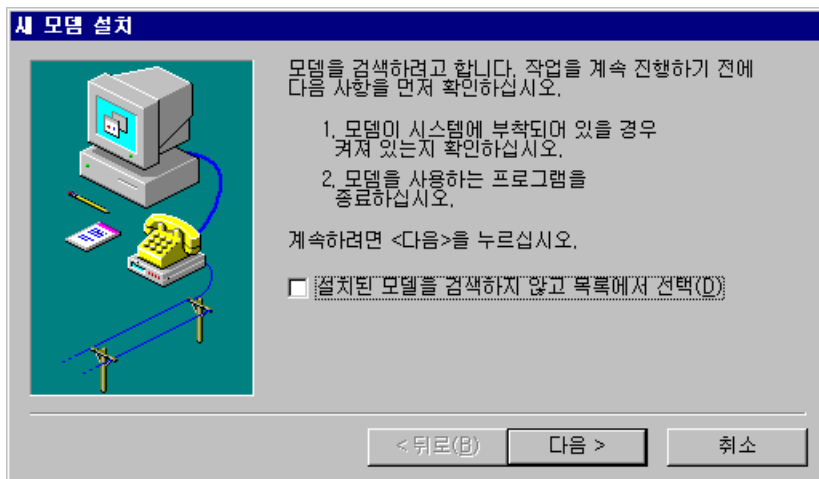 새 모뎀 설치
모뎀을 검색하려고 합니다. 작업을 계속 진행하기 전에
다음 사항을 먼저 확인하십시오.
1. 모뎀이 시스템에 부착되어 있을 경우
켜져 있는지 확인하십시오.
2. 모뎀을 사용하는 프로그램을
종료하십시오.
계속하려면 <다음>을 누르십시오.
설치된 모델을 검색하지 않고 목록에서 선택(D)
< 뒤로(B)
다음 >
취소